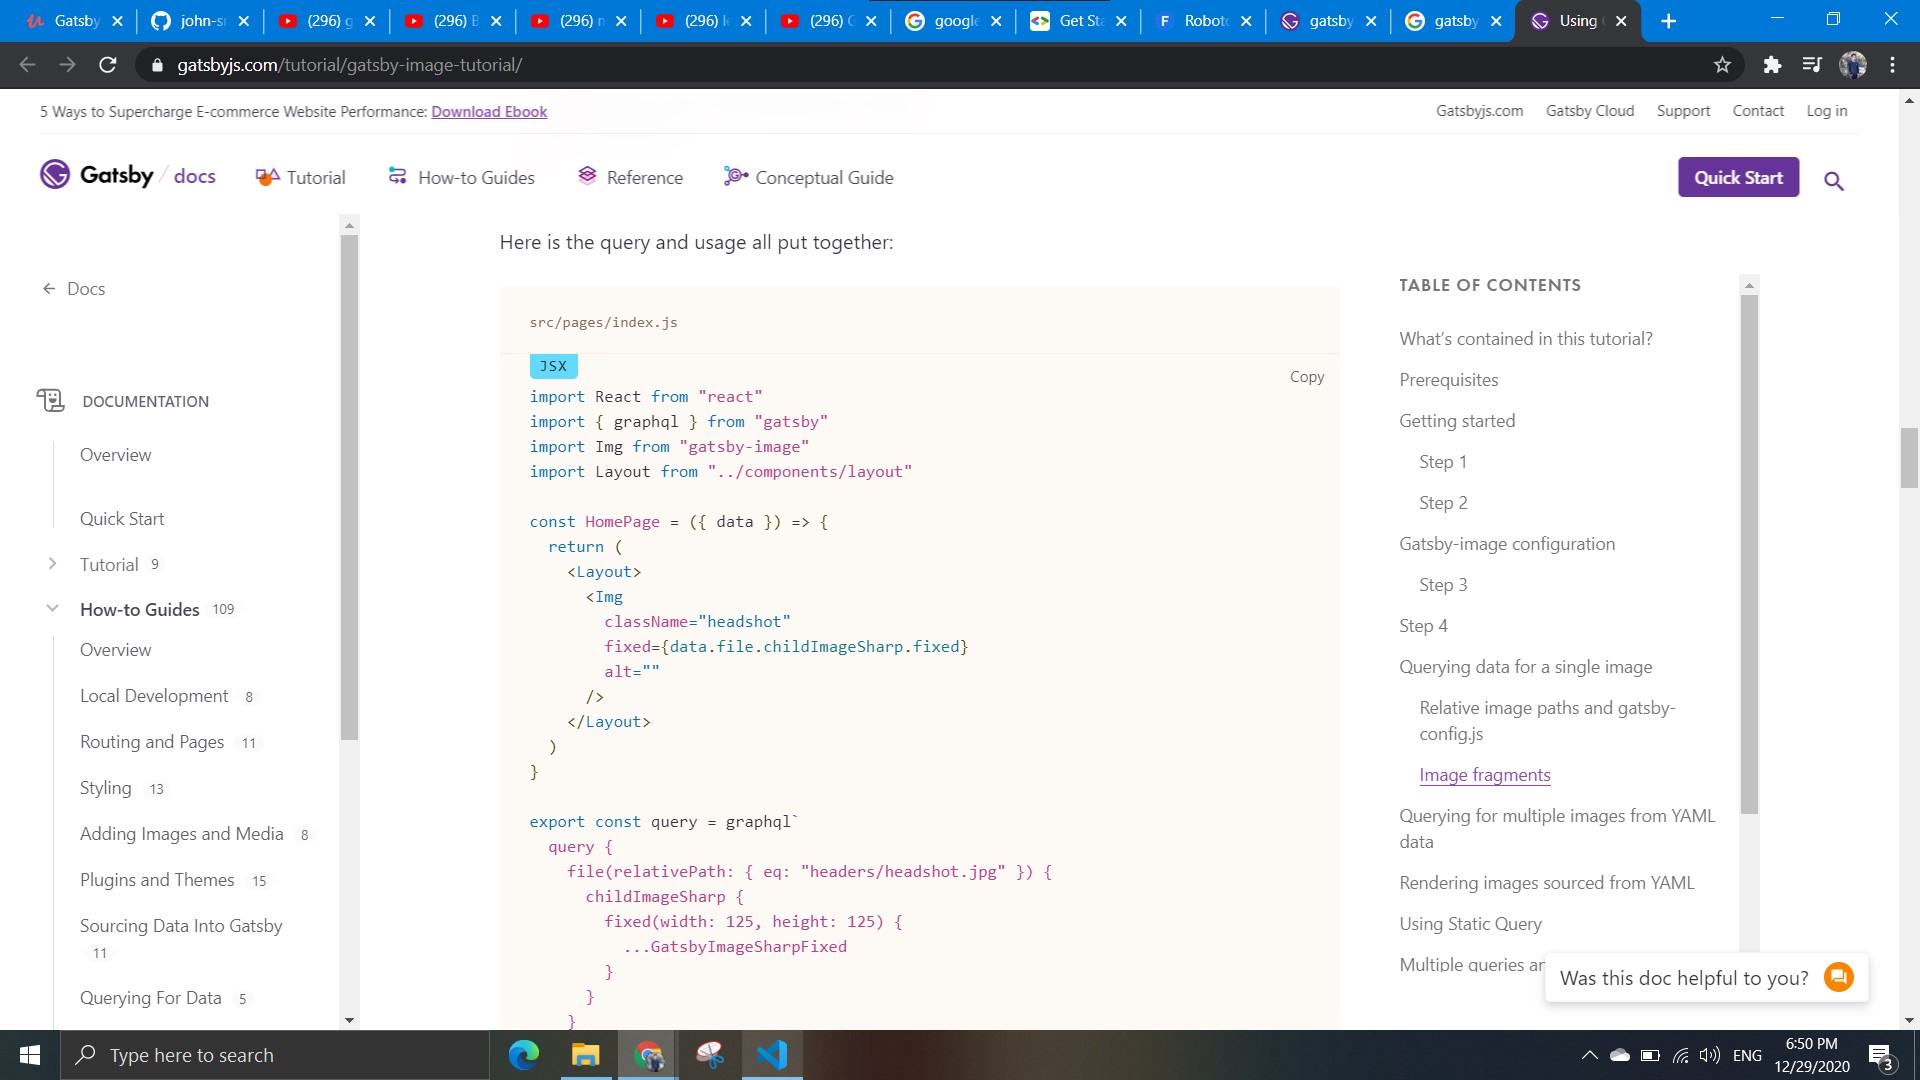 Gatsby
john-sr
(296) g
(296) E
(296) n
(296) le
(296) C
google
Get Sta
Roboto
gatsby
gatsby
Using
gatsbyjs.com/tutorial/gatsby-image-tutorial/
5 Ways to Supercharge E-commerce Website Performance: Download Ebook
Gatsbyjs.com Gatsby Cloud Support Contact Log in
Gatsby / docs Tutorial How-to Guides Reference Conceptual Guide Quick Start
← Docs
DOCUMENTATION
Overview
Quick Start
Tutorial 9
How-to Guides 109
Overview
Local Development 8
Routing and Pages 11
Styling 13
Adding Images and Media 8
Plugins and Themes 15
Sourcing Data Into Gatsby
11
Querying For Data 5
Here is the query and usage all put together:
src/pages/index.js
JSX
Copy
import React from "react"
import { graphql } from "gatsby"
import Img from "gatsby-image"
import Layout from "../components/layout"
const HomePage = ({ data }) => {
return (
<Layout>
<Img
className="headshot"
fixed={data.file.childImageSharp.fixed}
alt=""
/>
</Layout>
)
}
export const query = graphql`
query {
file(relativePath: { eq: "headers/headshot.jpg" }) {
childImageSharp {
fixed(width: 125, height: 125) {
...GatsbyImageSharpFixed
}
}
}
TABLE OF CONTENTS
What's contained in this tutorial?
Prerequisites
Getting started
Step 1
Step 2
Gatsby-image configuration
Step 3
Step 4
Querying data for a single image
Relative image paths and gatsby-
config.js
Image fragments
Querying for multiple images from YAML
data
Rendering images sourced from YAML
Using Static Query
Multiple queries an
Was this doc helpful to you?
Type here to search
ENG
6:50 PM
12/29/2020
3